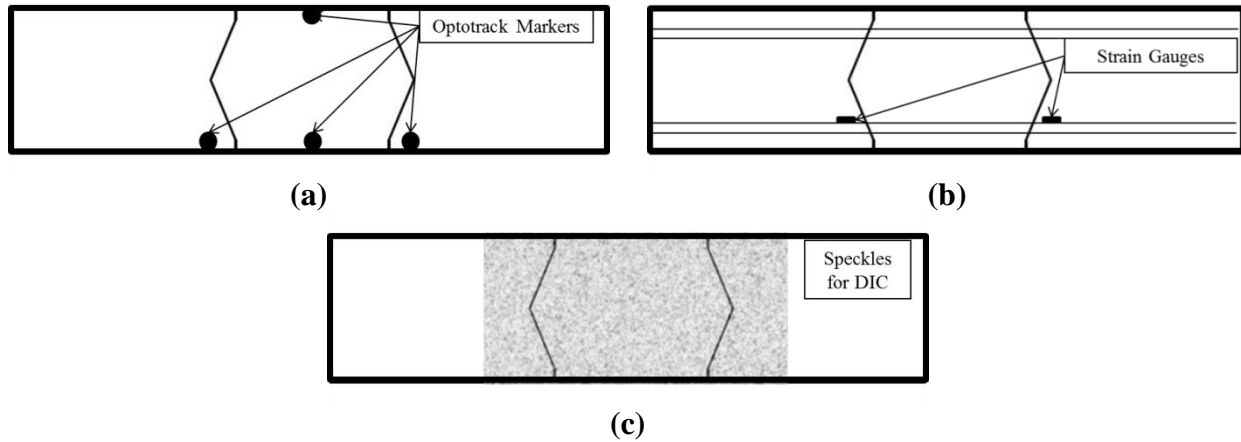 Optotrack Markers
Strain Gauges
(a)
(b)
Speckles
for DIC
(c)